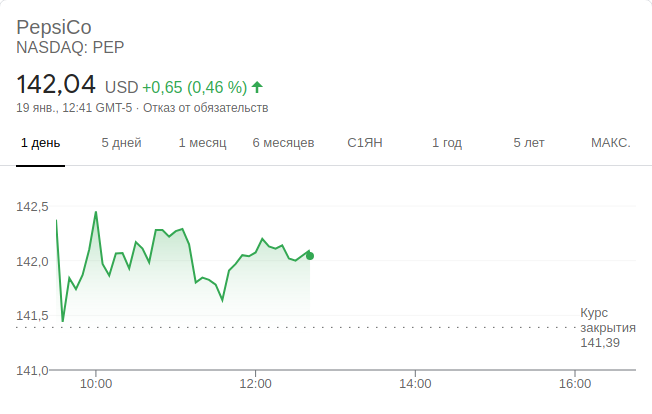 PepsiCo
NASDAQ: PEP
142,04 USD +0,65 (0,46 %)
19 янв., 12:41 GMT-5 · Отказ от обязательств
1 день 5 дней 1 месяц 6 месяцев С1ЯН 1 год 5 лет МАКС.
142,5
142,0
141,5
Курс
закрытия
141,39
141,0
10:00 12:00 14:00 16:00